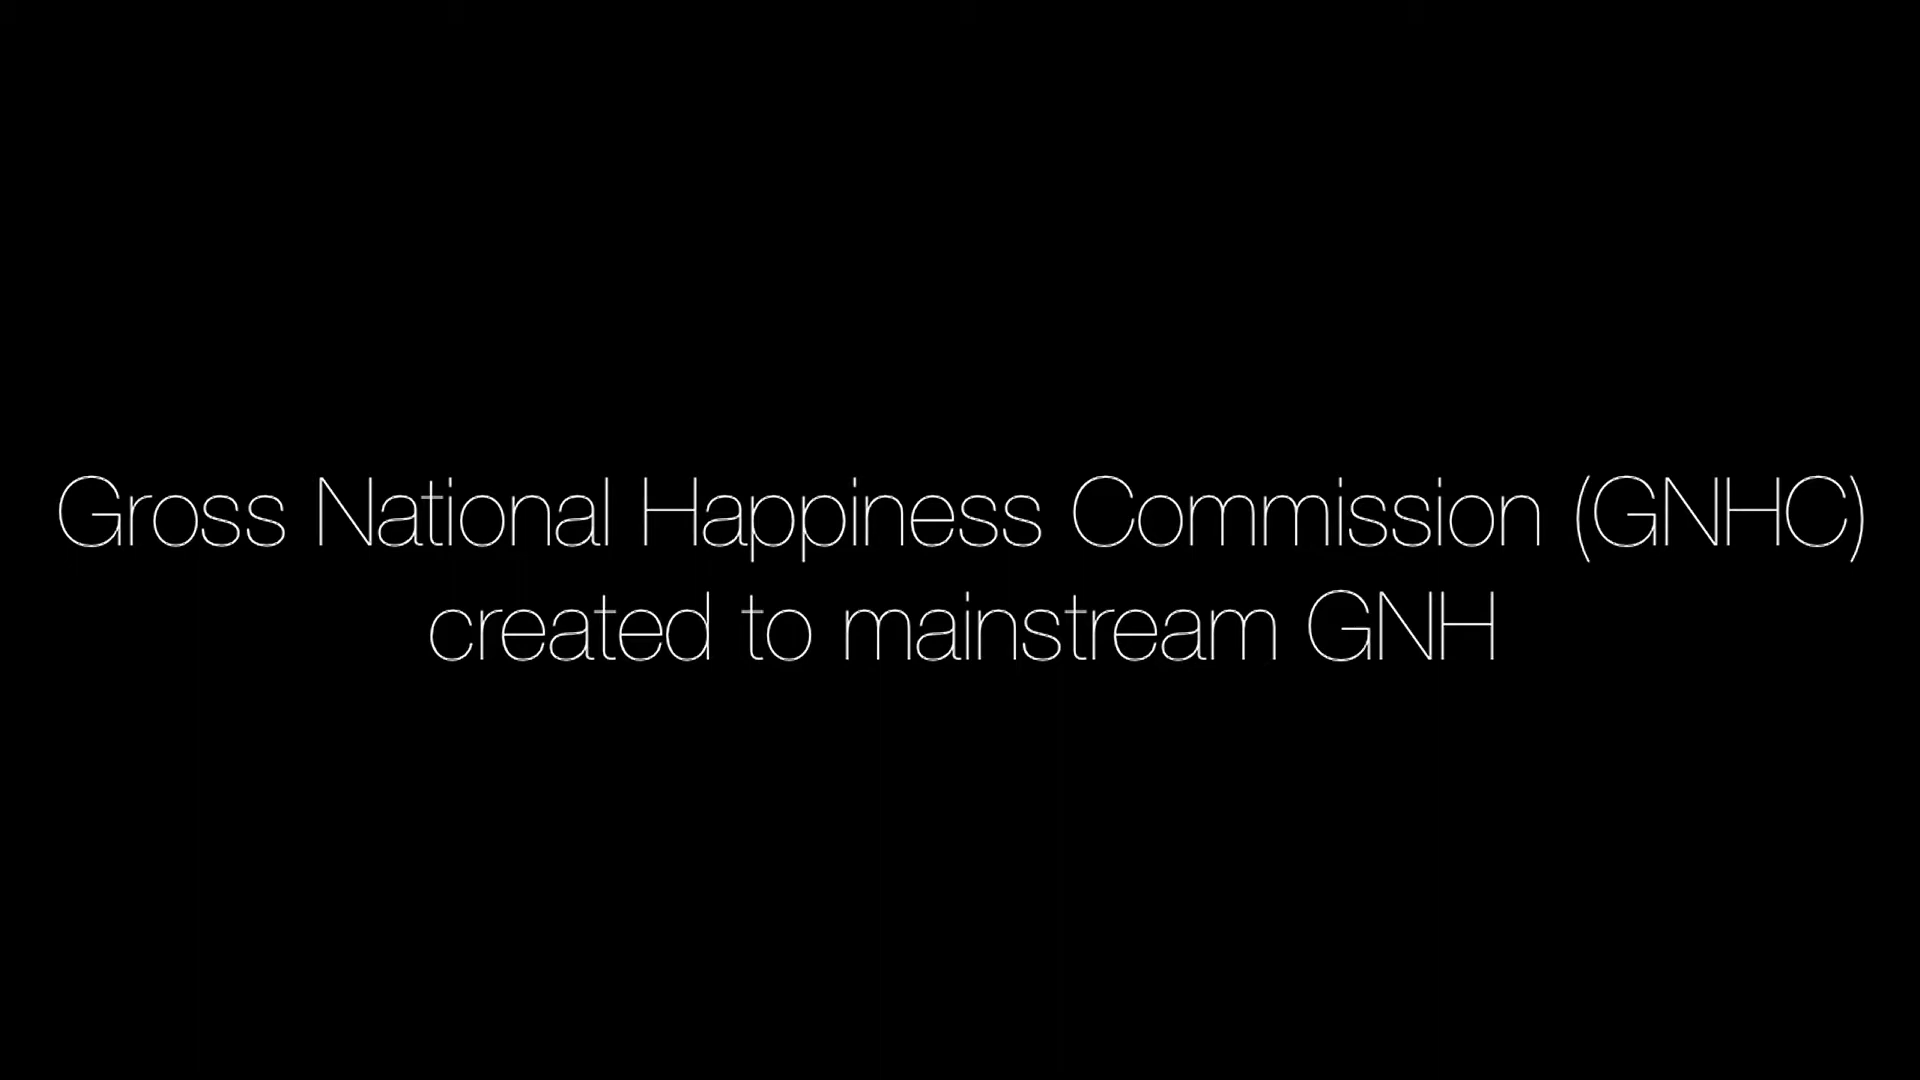 Gross National Happiness Commission (GNHC)
created to mainstream GNH